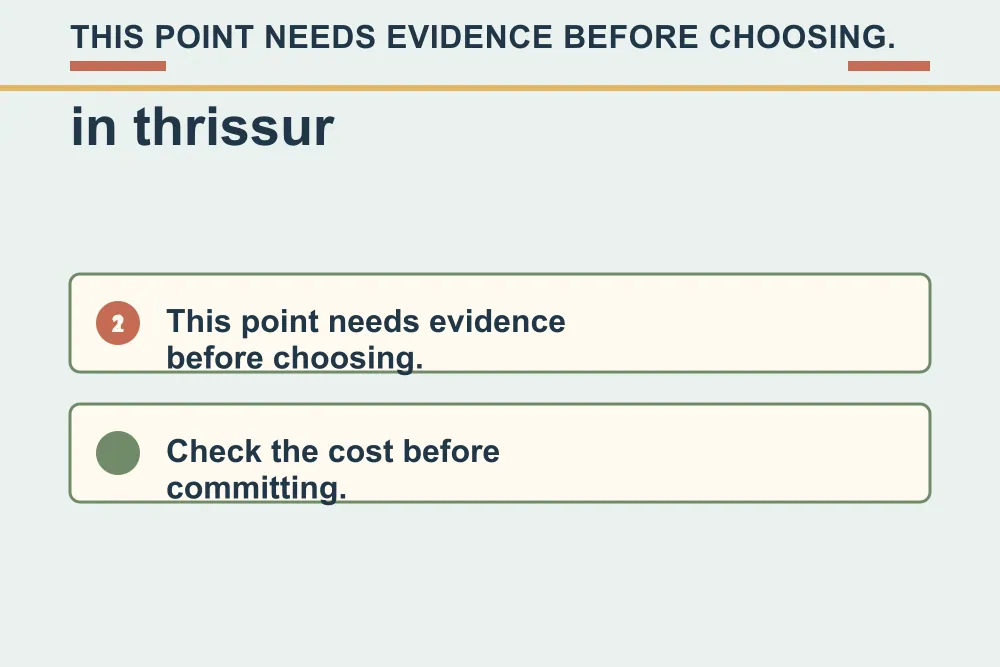 THIS POINT NEEDS EVIDENCE BEFORE CHOOSING.
in thrissur
2
This point needs evidence
before choosing.
Check the cost before
committing.